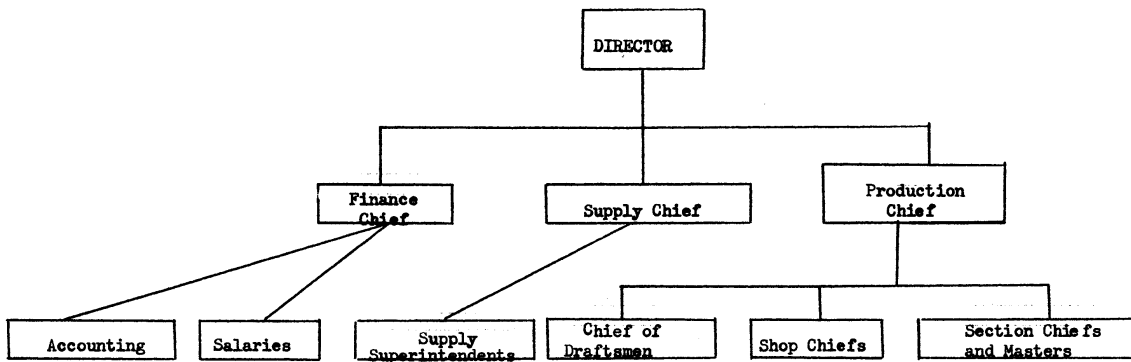 DIRECTOR
Finance
Chief
Supply Chief
Production
Chief
Accounting
Salaries
Supply
Superintendents
Chief of
Draftsmen
Shop Chiefs
Section Chiefs
and Masters